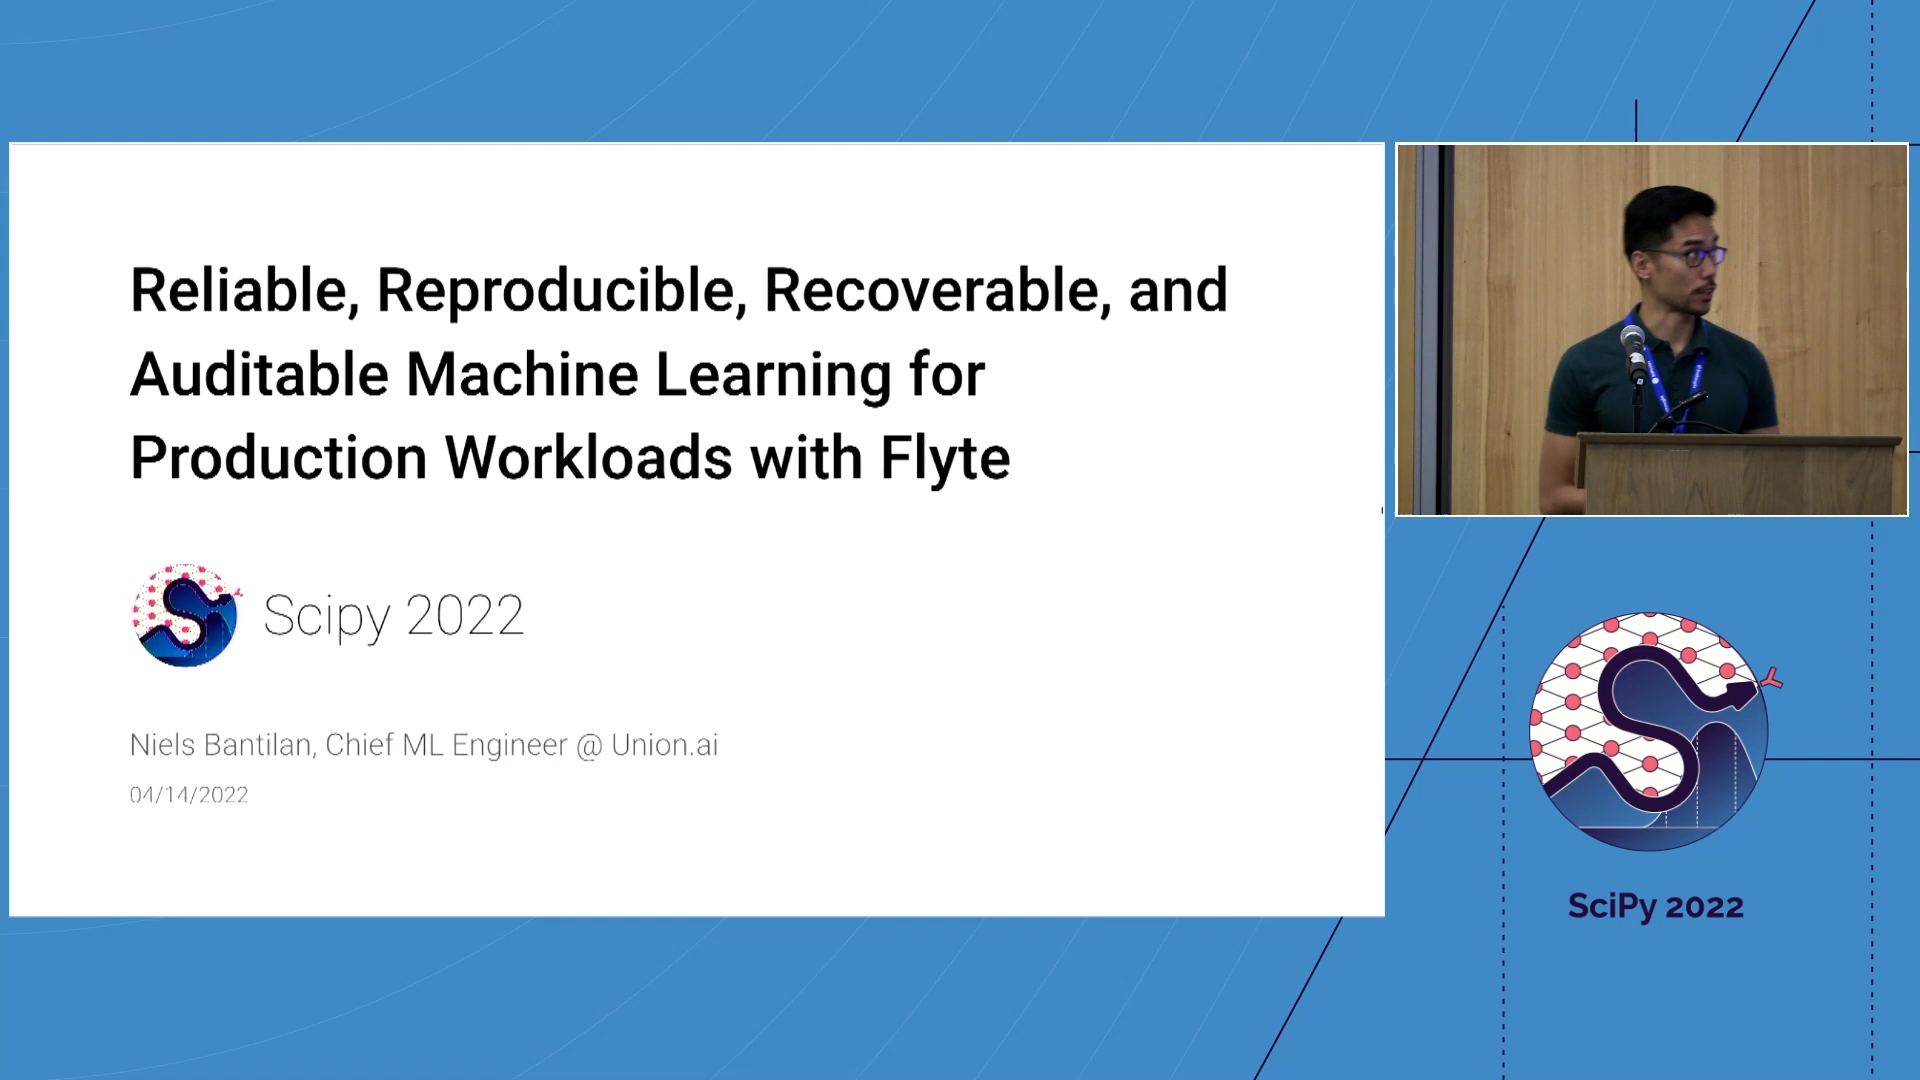 Reliable, Reproducible, Recoverable, and
Auditable Machine Learning for
Production Workloads with Flyte
Scipy 2022
Niels Bantilan, Chief ML Engineer @ Union.ai
04/14/2022
SciPy 2022